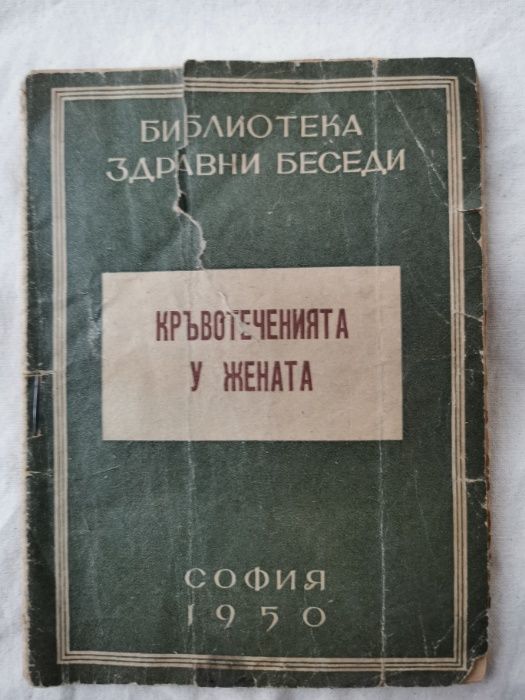 БИБЛИОТЕКА
ЗДРАВНИ БЕСЕДИ
КРЪВОТЕЧЕНИЯТА
У ЖЕНАТА
СОФИЯ
1950